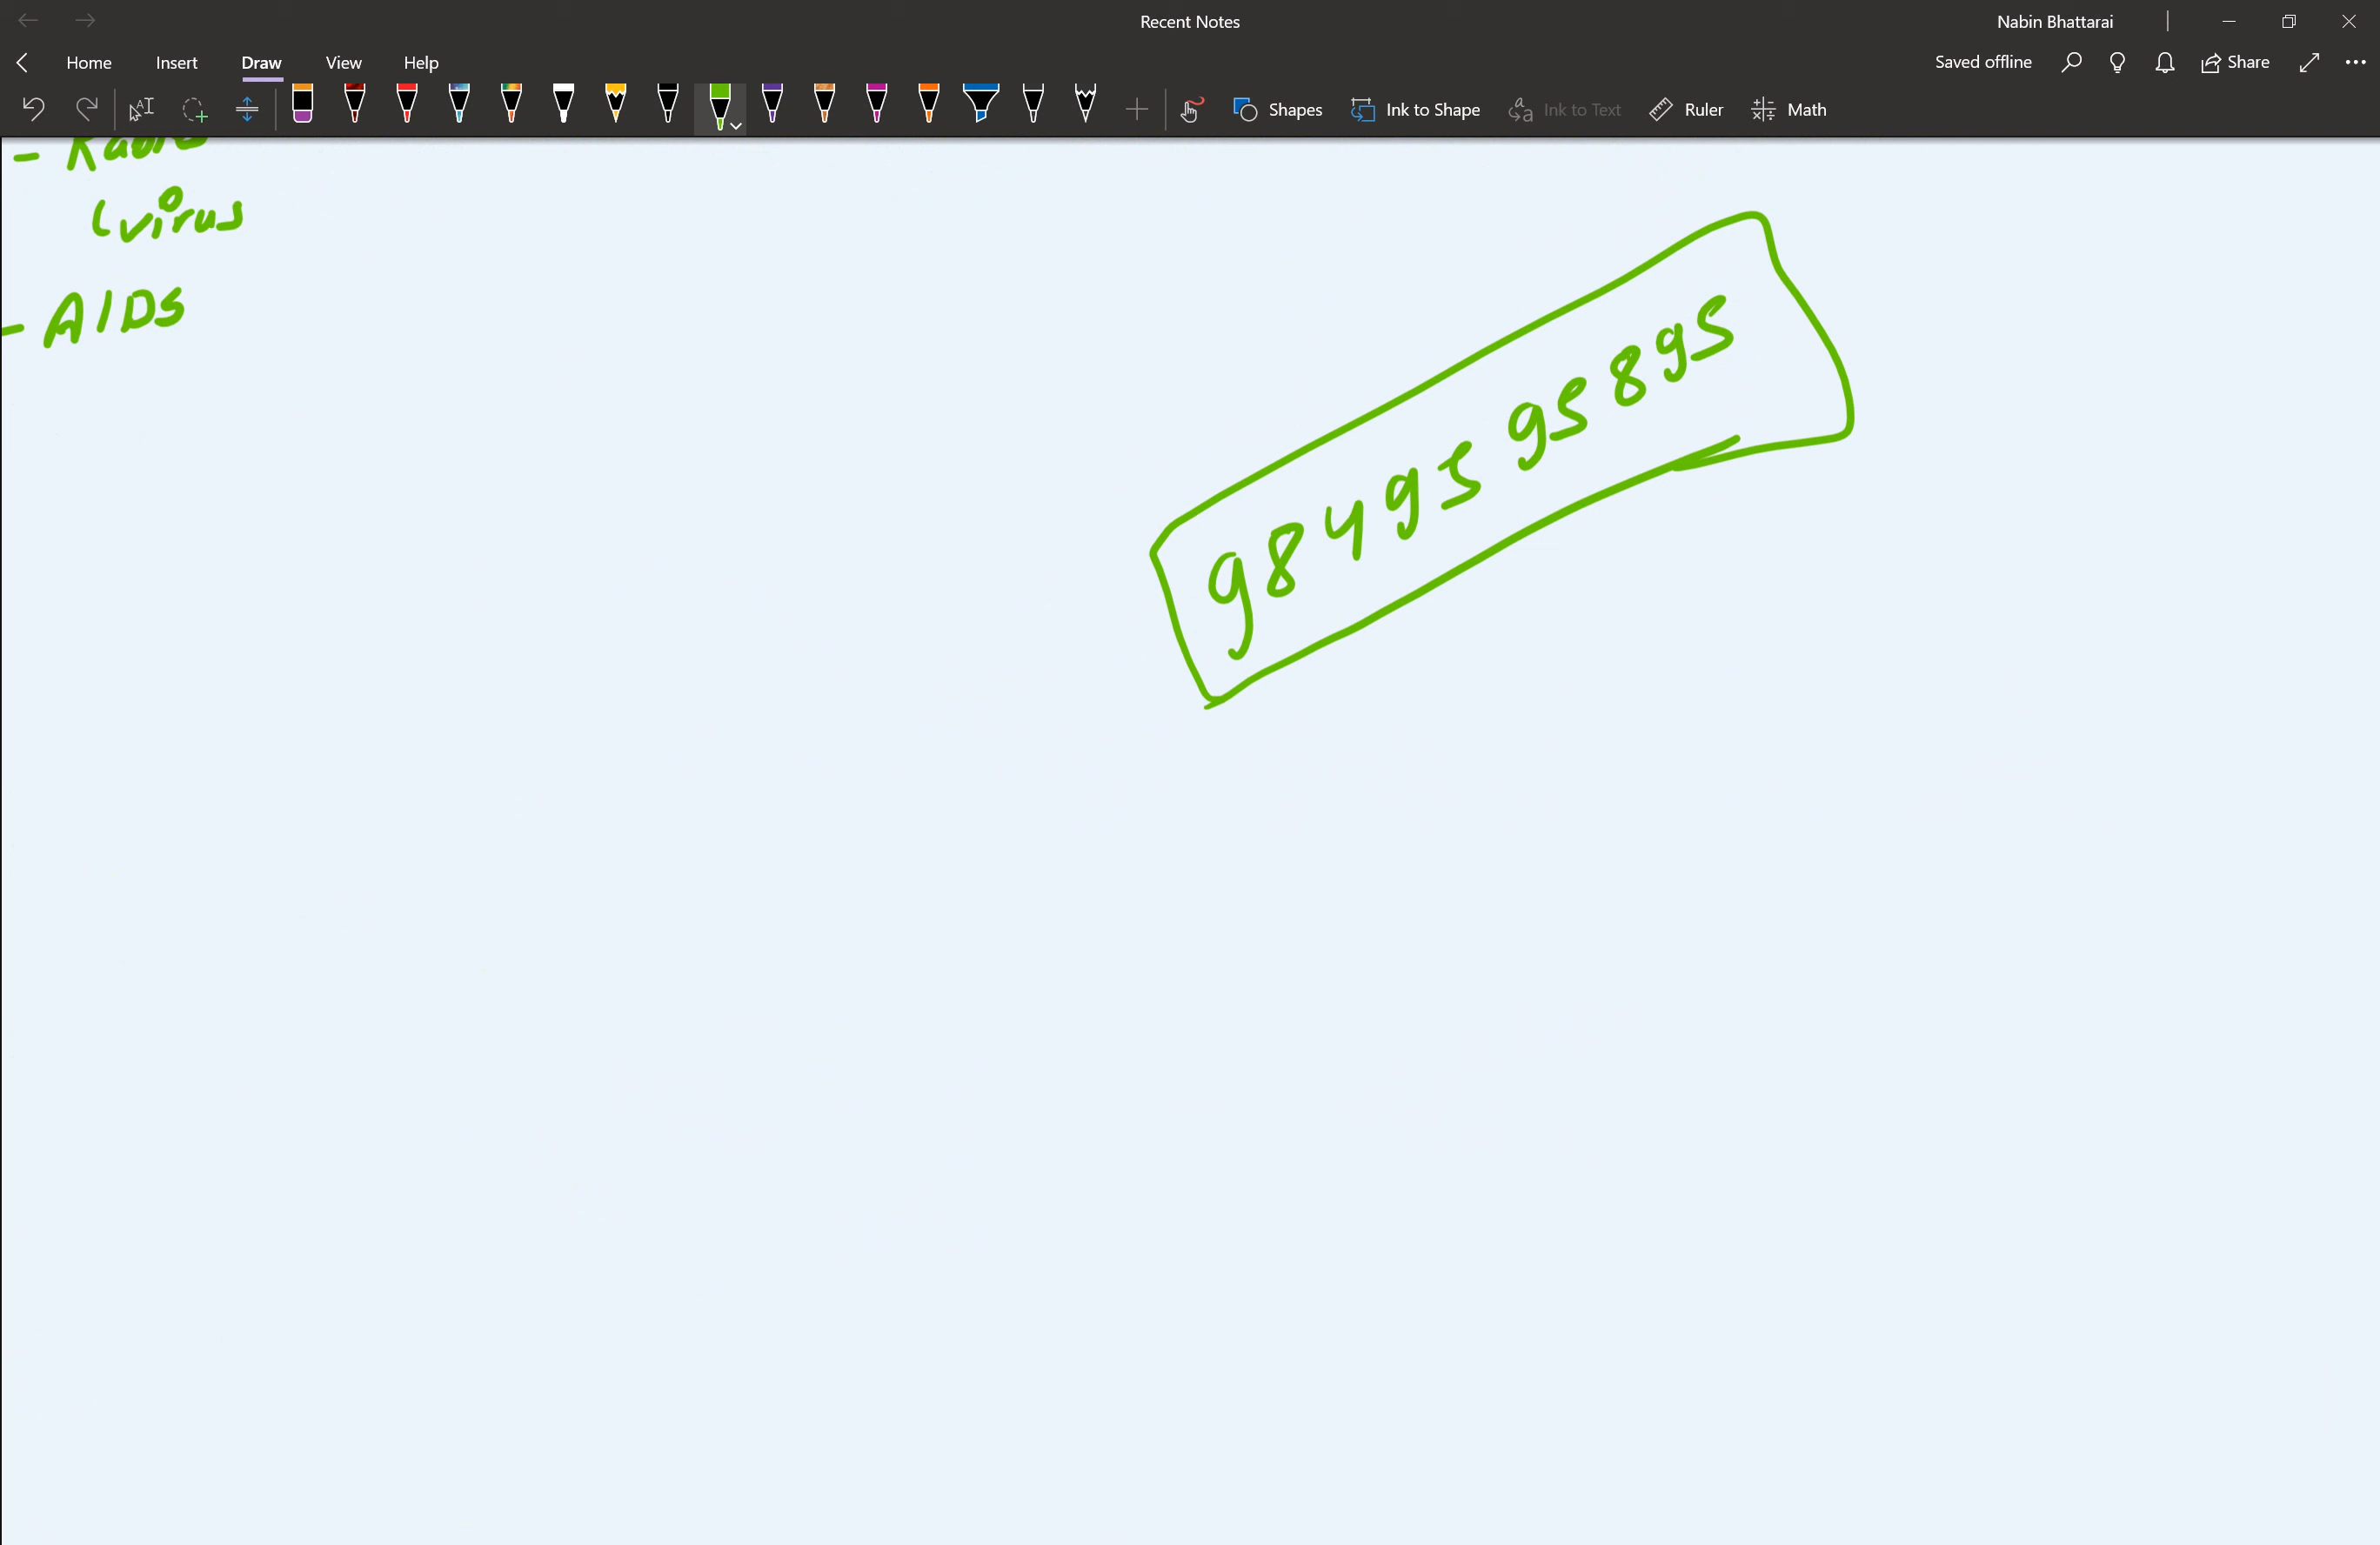 Recent Notes
Nabin Bhattarai
Home Insert Draw View Help
Saved offline
Share
Shapes Ink to Shape Ink to Text Ruler Math
(virus
- AIDS
9849595895